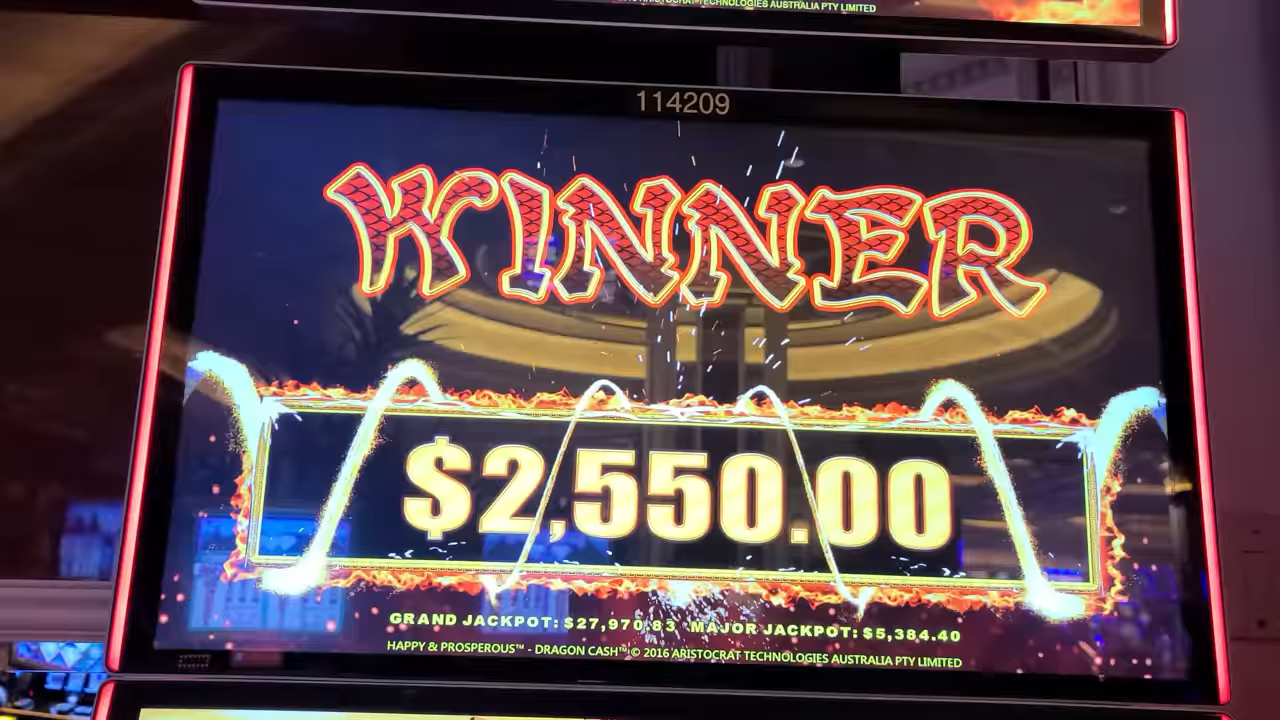 TECHNOLOGIES AUSTRALIA PTY LIMITED
114209
WINNER
$2,550.00
GRAND JACKPOT: $27,970.83 MAJOR JACKPOT: $5,384.40
HAPPY & PROSPEROUS™ - DRAGON CASH™ © 2016 ARISTOCRAT TECHNOLOGIES AUSTRALIA PTY LIMITED